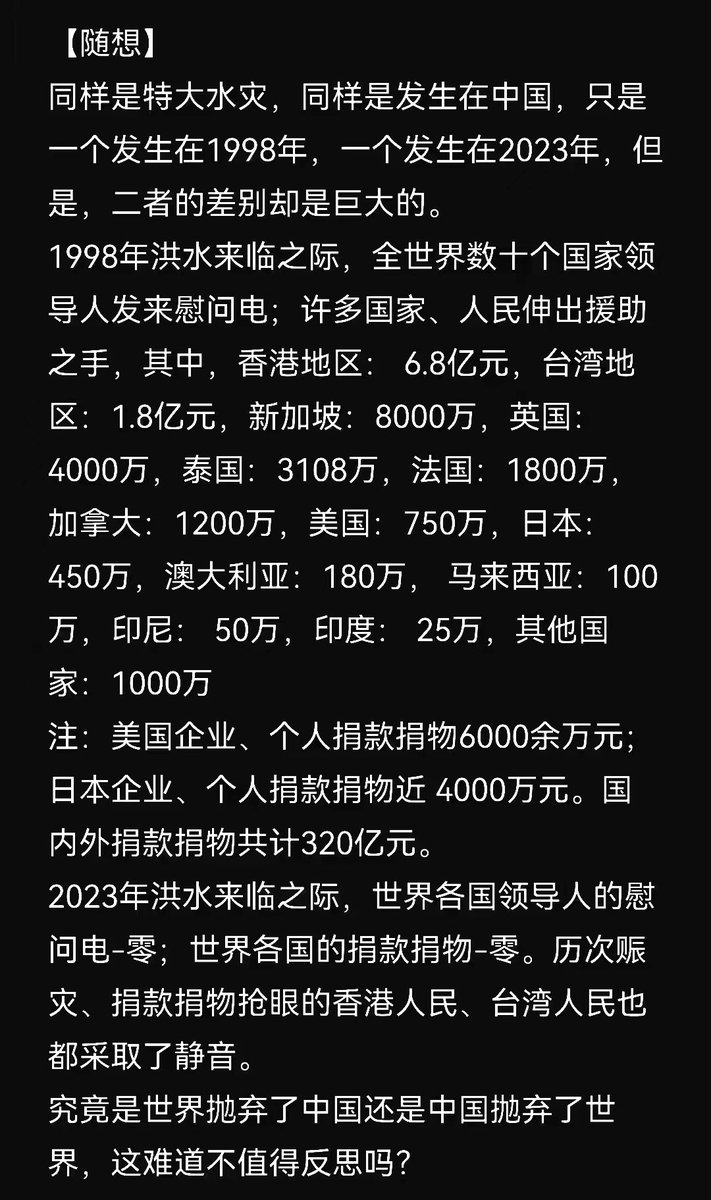 【随想】
同样是特大水灾，同样是发生在中国，只是
一个发生在1998年，一个发生在2023年，但
是，二者的差别却是巨大的。
1998年洪水来临之际，全世界数十个国家领
导人发来慰问电；许多国家、人民伸出援助
之手，其中，香港地区： 6.8亿元，台湾地
区：1.8亿元，新加坡：8000万，英国：
4000万，泰国：3108万，法国：1800万，
加拿大：1200万，美国：750万，日本：
450万，澳大利亚：180万， 马来西亚：100
万，印尼： 50万，印度： 25万，其他国
家：1000万
注：美国企业、个人捐款捐物6000余万元；
日本企业、个人捐款捐物近 4000万元。国
内外捐款捐物共计320亿元。
2023年洪水来临之际，世界各国领导人的慰
问电-零；世界各国的捐款捐物-零。历次赈
灾、捐款捐物抢眼的香港人民、台湾人民也
都采取了静音。
究竟是世界抛弃了中国还是中国抛弃了世
界，这难道不值得反思吗？